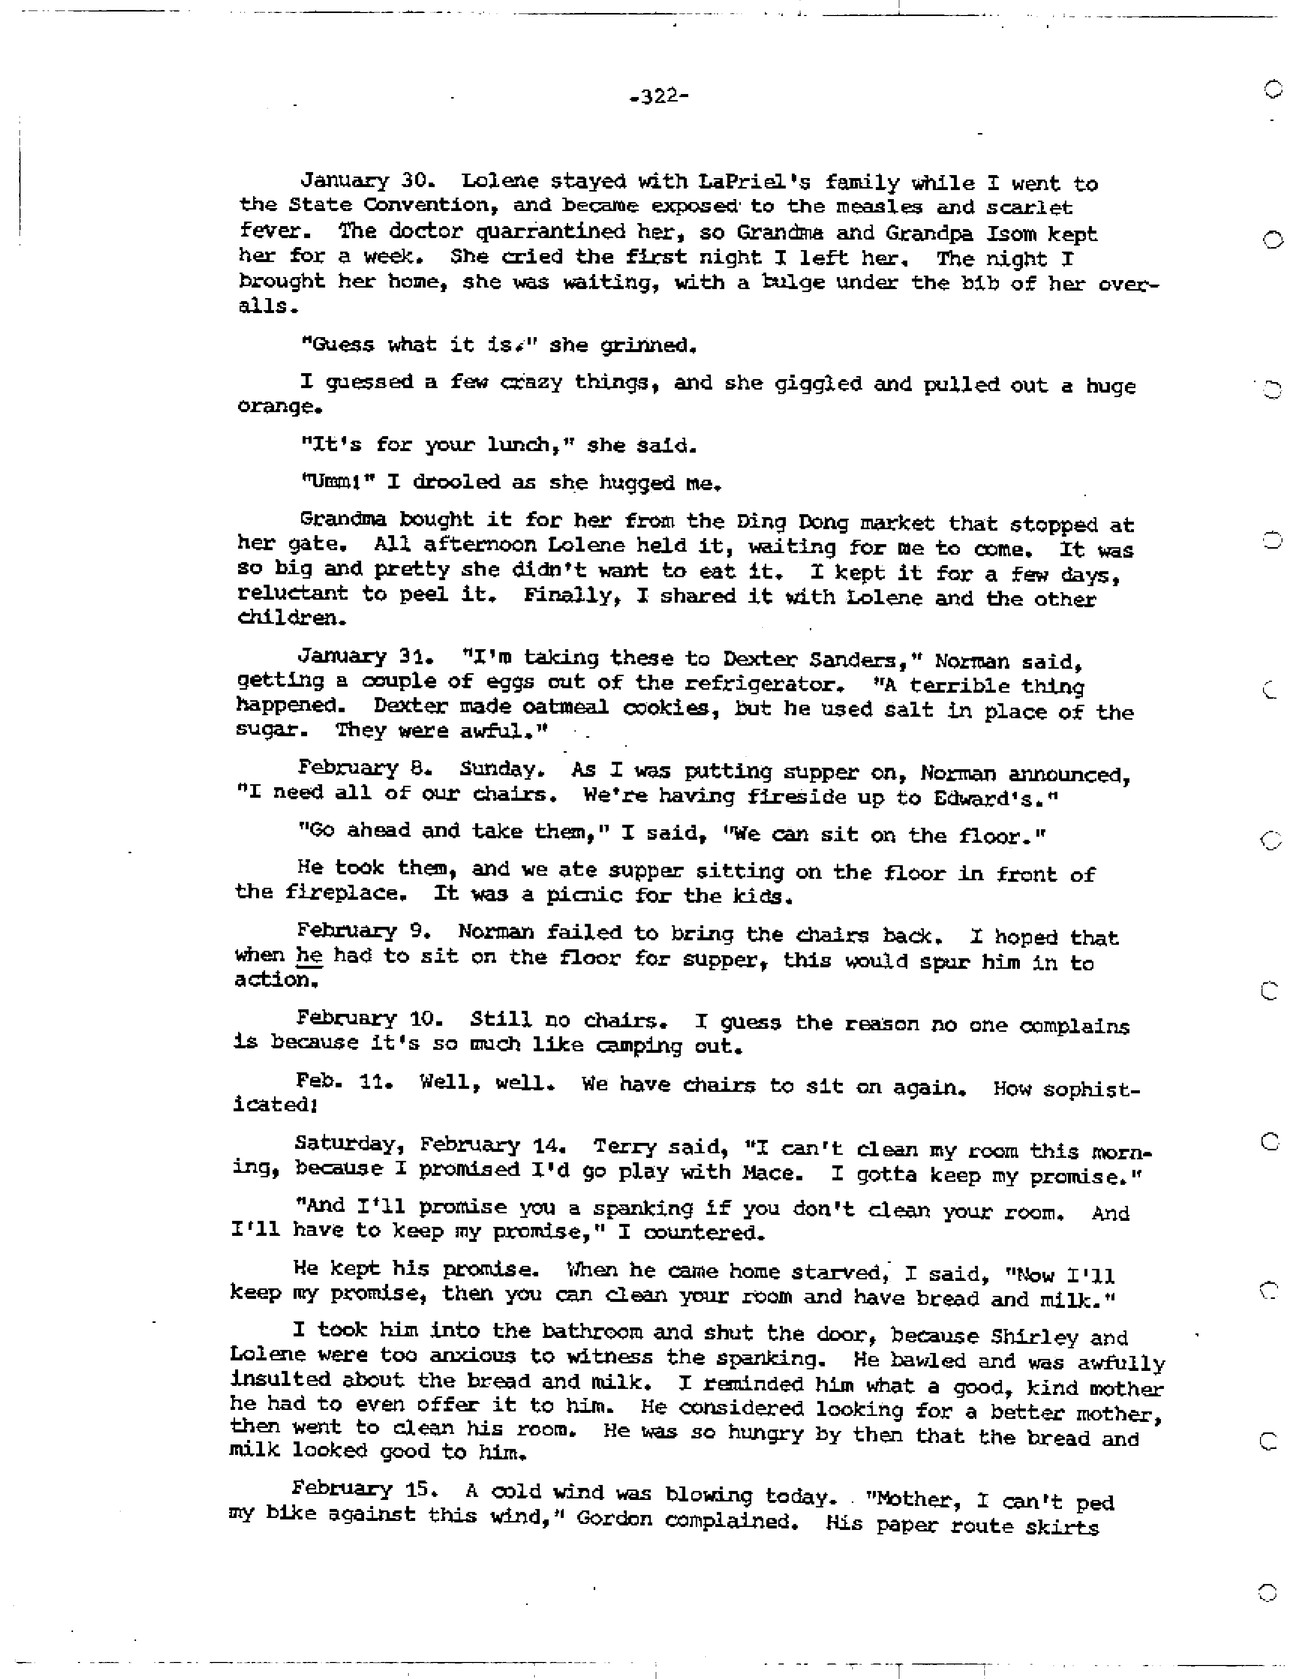 -322-
January 30. Lolene stayed with LaPriel's family while I went to
the State Convention, and became exposed to the measles and scarlet
fever. The doctor quarrantined her, so Grandma and Grandpa Isom kept
her for a week. She cried the first night I left her. The night I
brought her home, she was waiting, with a bulge under the bib of her over-
alls.
"Guess what it is." she grinned.
I guessed a few crazy things, and she giggled and pulled out a huge
orange.
"It's for your lunch," she said.
"Umm!" I drooled as she hugged me.
Grandma bought it for her from the Ding Dong market that stopped at
her gate. All afternoon Lolene held it, waiting for me to come. It was
so big and pretty she didn't want to eat it. I kept it for a few days,
reluctant to peel it. Finally, I shared it with Lolene and the other
children.
January 31. "I'm taking these to Dexter Sanders," Norman said,
getting a couple of eggs out of the refrigerator. "A terrible thing
happened. Dexter made oatmeal cookies, but he used salt in place of the
sugar. They were awful."
February 8. Sunday. As I was putting supper on, Norman announced,
"I need all of our chairs. We're having fireside up to Edward's."
"Go ahead and take them," I said, "We can sit on the floor."
He took them, and we ate supper sitting on the floor in front of
the fireplace. It was a picnic for the kids.
February 9. Norman failed to bring the chairs back. I hoped that
when he had to sit on the floor for supper, this would spur him in to
action.
February 10. Still no chairs. I guess the reason no one complains
is because it's so much like camping out.
Feb. 11. Well, well. We have chairs to sit on again. How sophist-
icated!
Saturday, February 14. Terry said, "I can't clean my room this morn-
ing, because I promised I'd go play with Mace. I gotta keep my promise."
"And I'll promise you a spanking if you don't clean your room. And
I'll have to keep my promise," I countered.
He kept his promise. When he came home starved, I said, "Now I'll
keep my promise, then you can clean your room and have bread and milk."
I took him into the bathroom and shut the door, because Shirley and
Lolene were too anxious to witness the spanking. He bawled and was awfully
insulted about the bread and milk. I reminded him what a good, kind mother
he had to even offer it to him. He considered looking for a better mother,
then went to clean his room. He was so hungry by then that the bread and
milk looked good to him.
February 15. A cold wind was blowing today. "Mother, I can't ped
my bike against this wind," Gordon complained. His paper route skirts